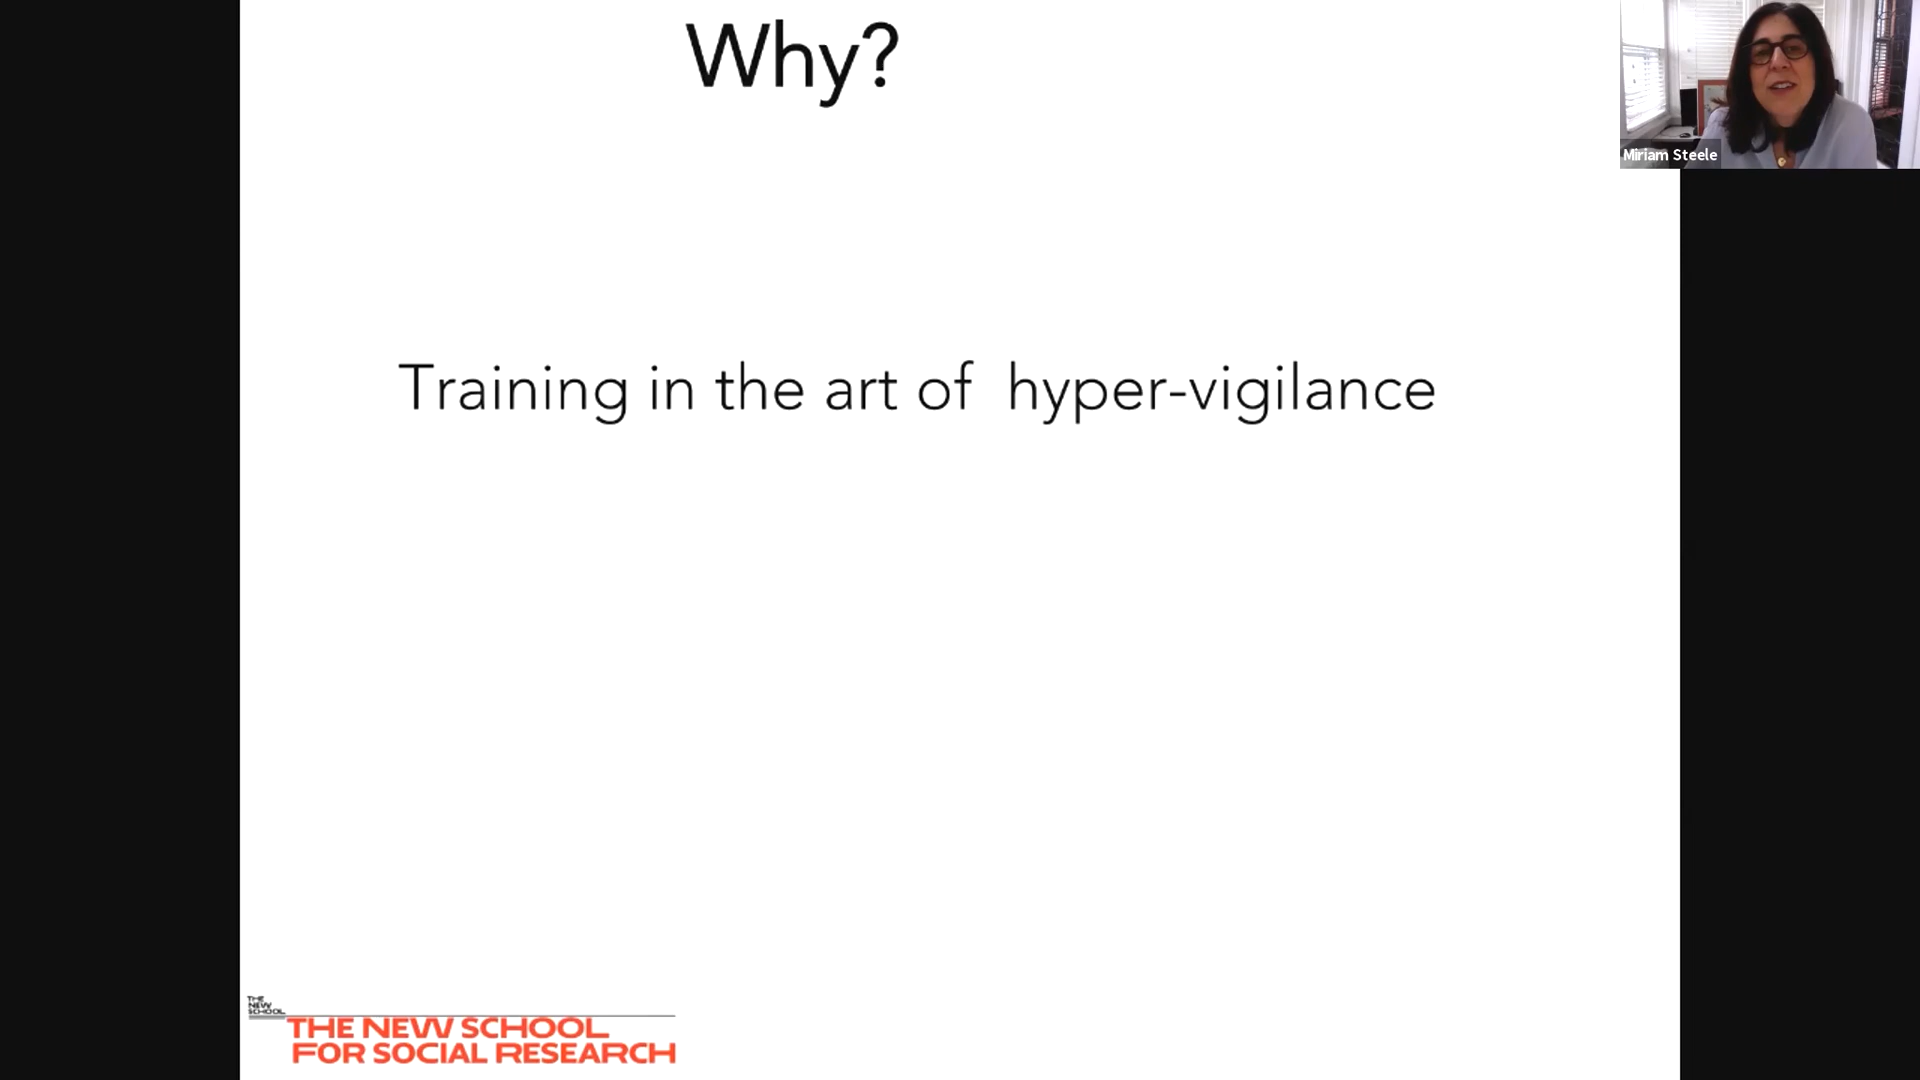 Why?
Miriam Steele
Training in the art of  hyper-vigilance
THE
NEW
SCHOOL
THE NEW SCHOOL
FOR SOCIAL RESEARCH